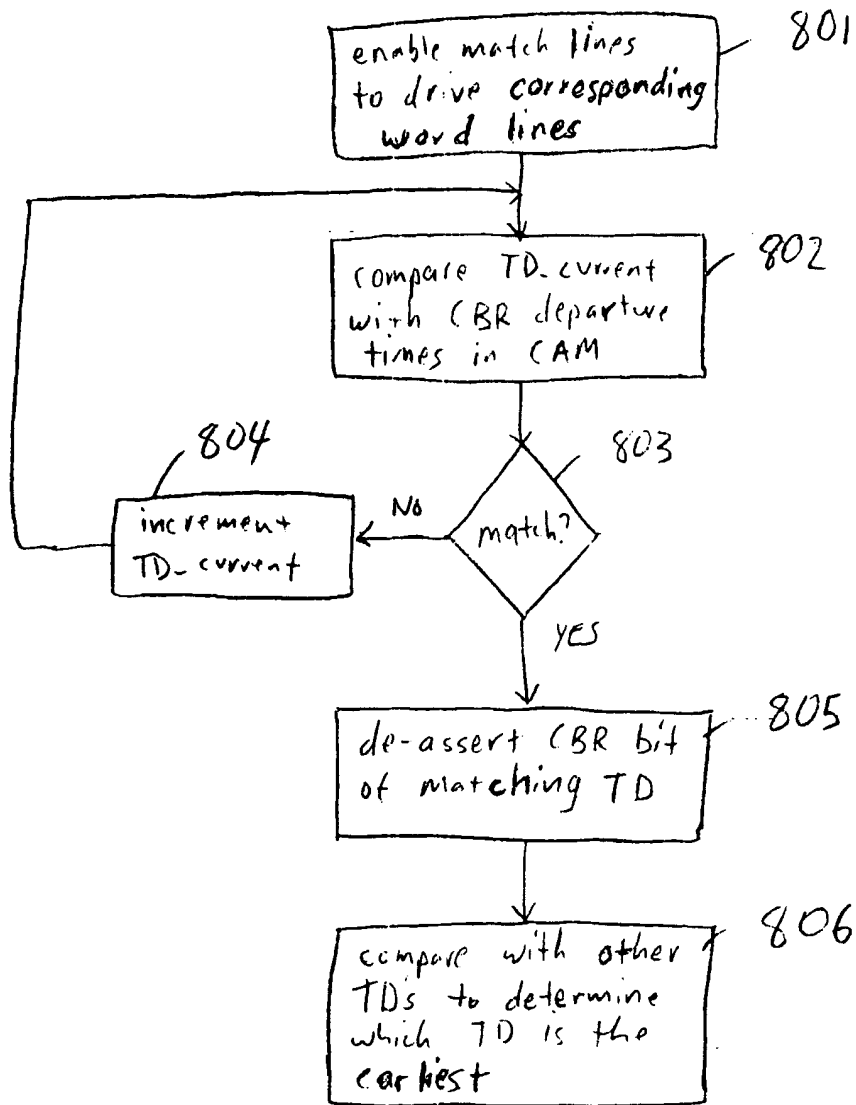 801
enable match lines
to drive corresponding
word lines
802
compare TD_current
with CBR departure
times in CAM
803
match?
804
No
increment
TD_current
YES
805
de-assert CBR bit
of matching TD
806
compare with other
TDs to determine
which TD is the
earliest